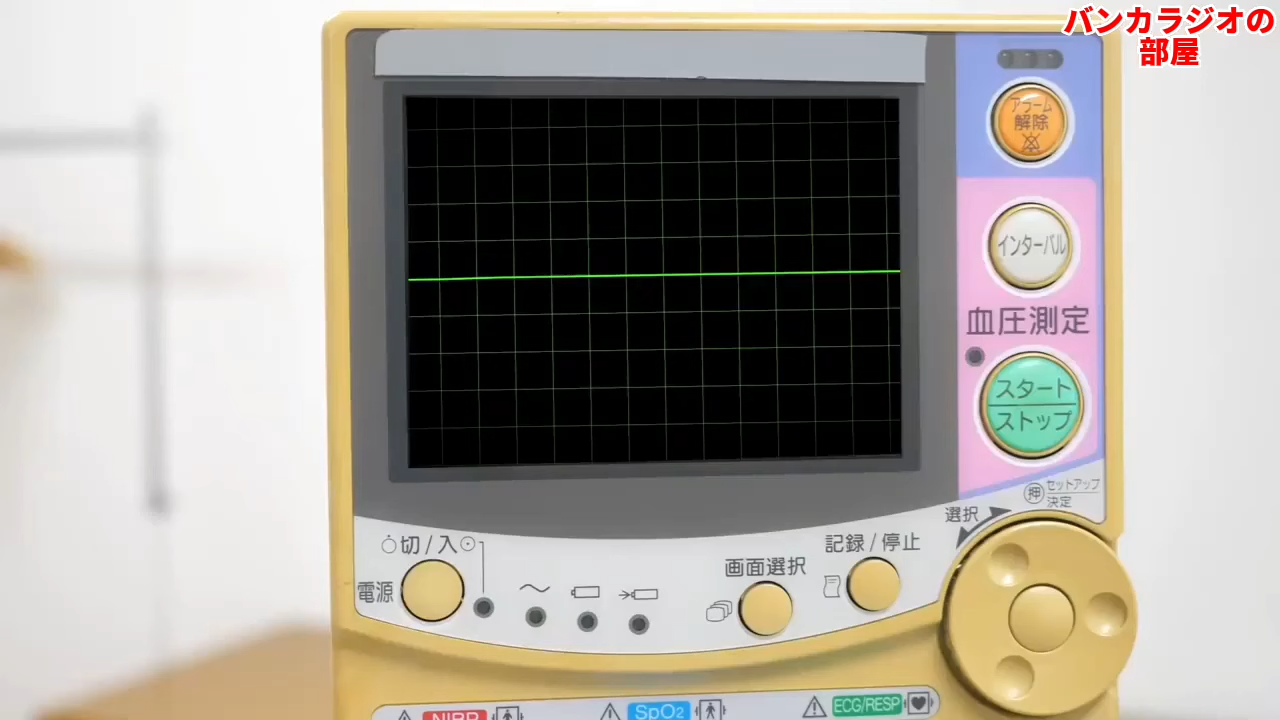 バンカラジオの
部屋
アラーム
解除
インターバル
血圧測定
スタート
ストップ
押
セットアップ
決定
選択
切/入
電源
画面選択
記録/停止
NIBP
SpO2
ECG/RESP